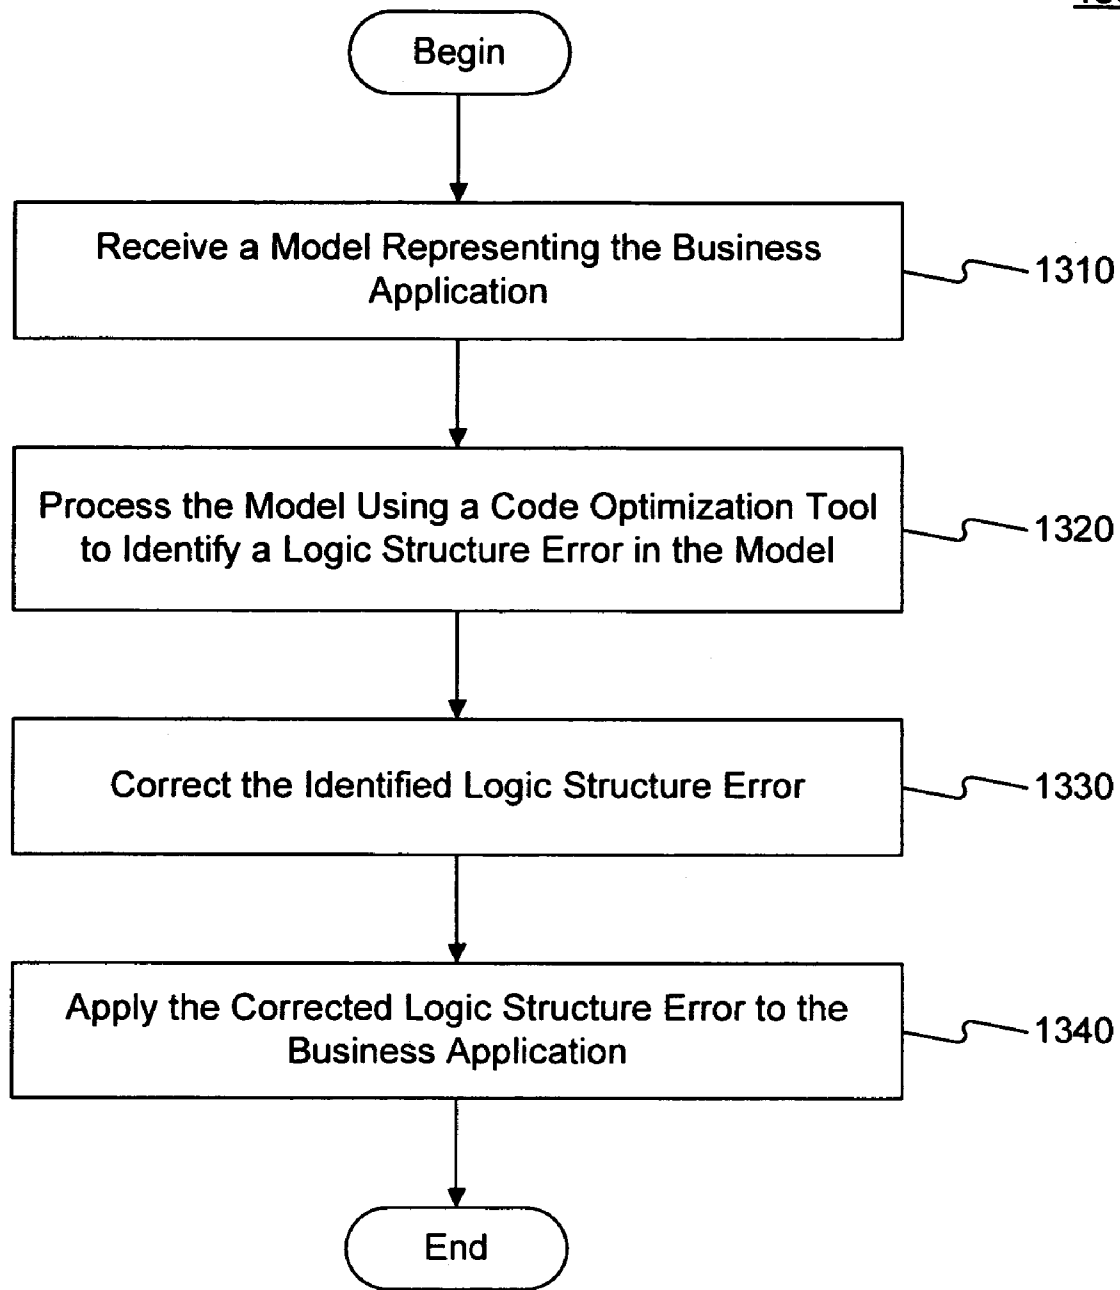 Begin
Receive a Model Representing the Business
Application
1310
Process the Model Using a Code Optimization Tool
to Identify a Logic Structure Error in the Model
1320
Correct the Identified Logic Structure Error
1330
Apply the Corrected Logic Structure Error to the
Business Application
1340
End